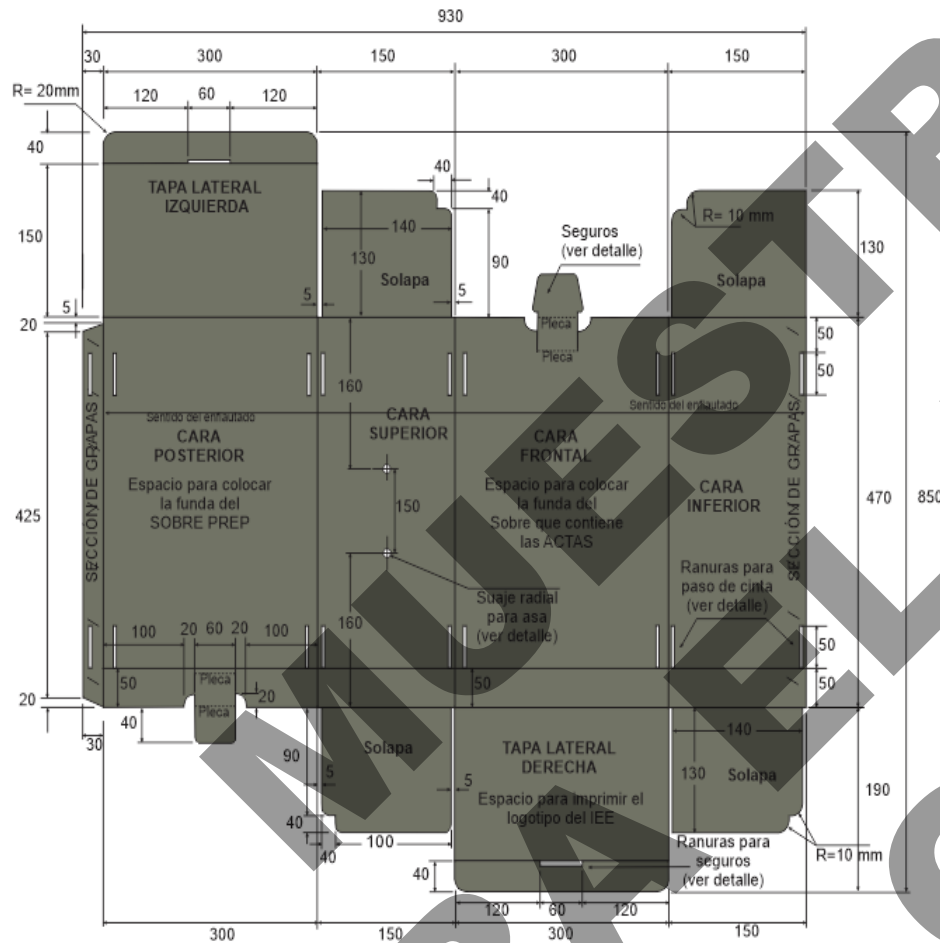 930
30
300
150
300
150
R= 20mm
120
60
120
40
150
5
20
TAPA LATERAL
IZQUIERDA
40
40
140
130
90
Solapa
5
5
Seguros
(ver detalle)
Pleca
Pleca
R= 10 mm
130
Solapa
50
50
160
Sentido del enflautado
CARA
POSTERIOR
Espacio para colocar
la funda del
SOBRE PREP
CARA
SUPERIOR
CARA
FRONTAL
Espacio para colocar
la funda del
Sobre que contiene
las ACTAS
Sentido del enflautado
CARA
INFERIOR
SECCIÓN DE GRAPAS
SECCIÓN DE GRAPAS
425
150
470
850
Suaje radial
para asa
(ver detalle)
Ranuras para
paso de cinta
(ver detalle)
160
100
20
60
20
100
50
50
50
50
Pleca
Pleca
20
20
40
30
90
5
Solapa
40
40
100
5
TAPA LATERAL
DERECHA
Espacio para imprimir el
logotipo del IEE
140
130
Solapa
190
Ranuras para
seguros
(ver detalle)
R=10 mm
40
120
60
120
300
150
300
150
MUESTR